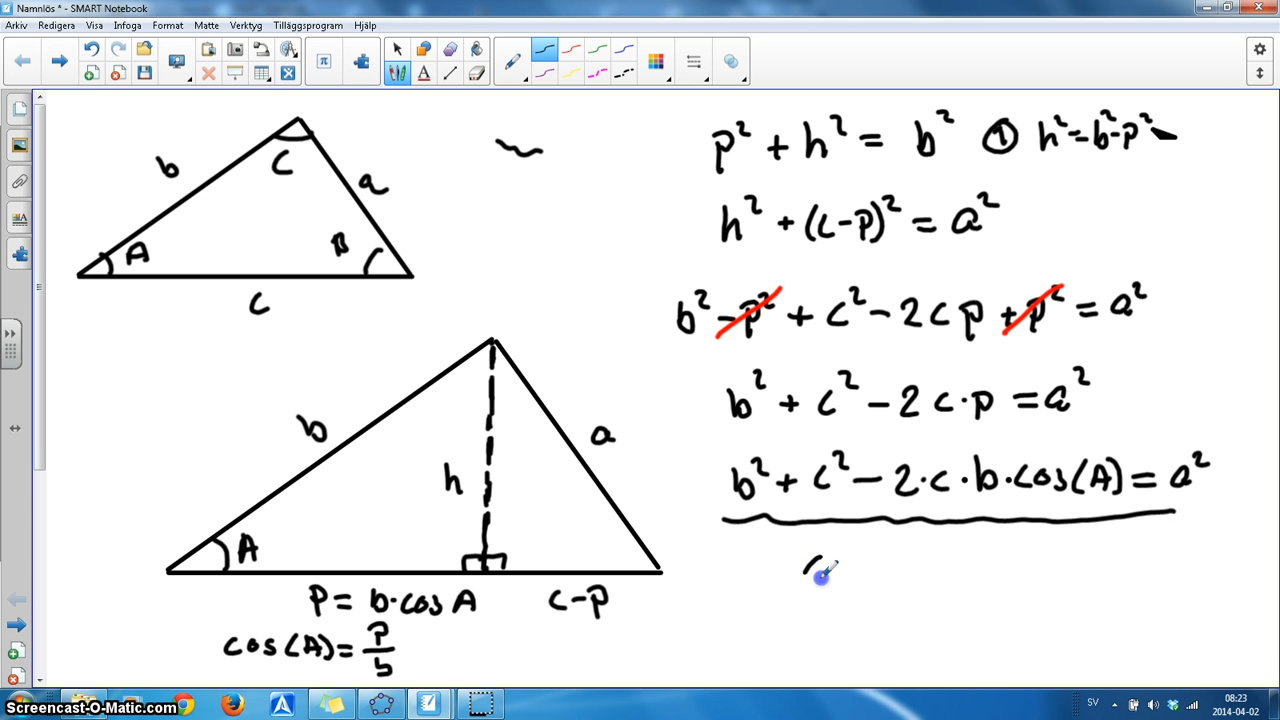 Namnlös * - SMART Notebook
Arkiv Redigera Visa Infoga Format Matte Verktyg Tilläggsprogram Hjälp
b
C
a
A
B
c
p² + h² = b² ① h² = b² - p²
h² + (c-p)² = a²
b² - p² + c² - 2cp + p² = a²
b² + c² - 2c·p = a²
b² + c² - 2·c·b·cos(A) = a²
b
a
h
A
P = b·cos A
c-p
cos(A) = p/b
Screencast-O-Matic.com
SV
08:23
2014-04-02